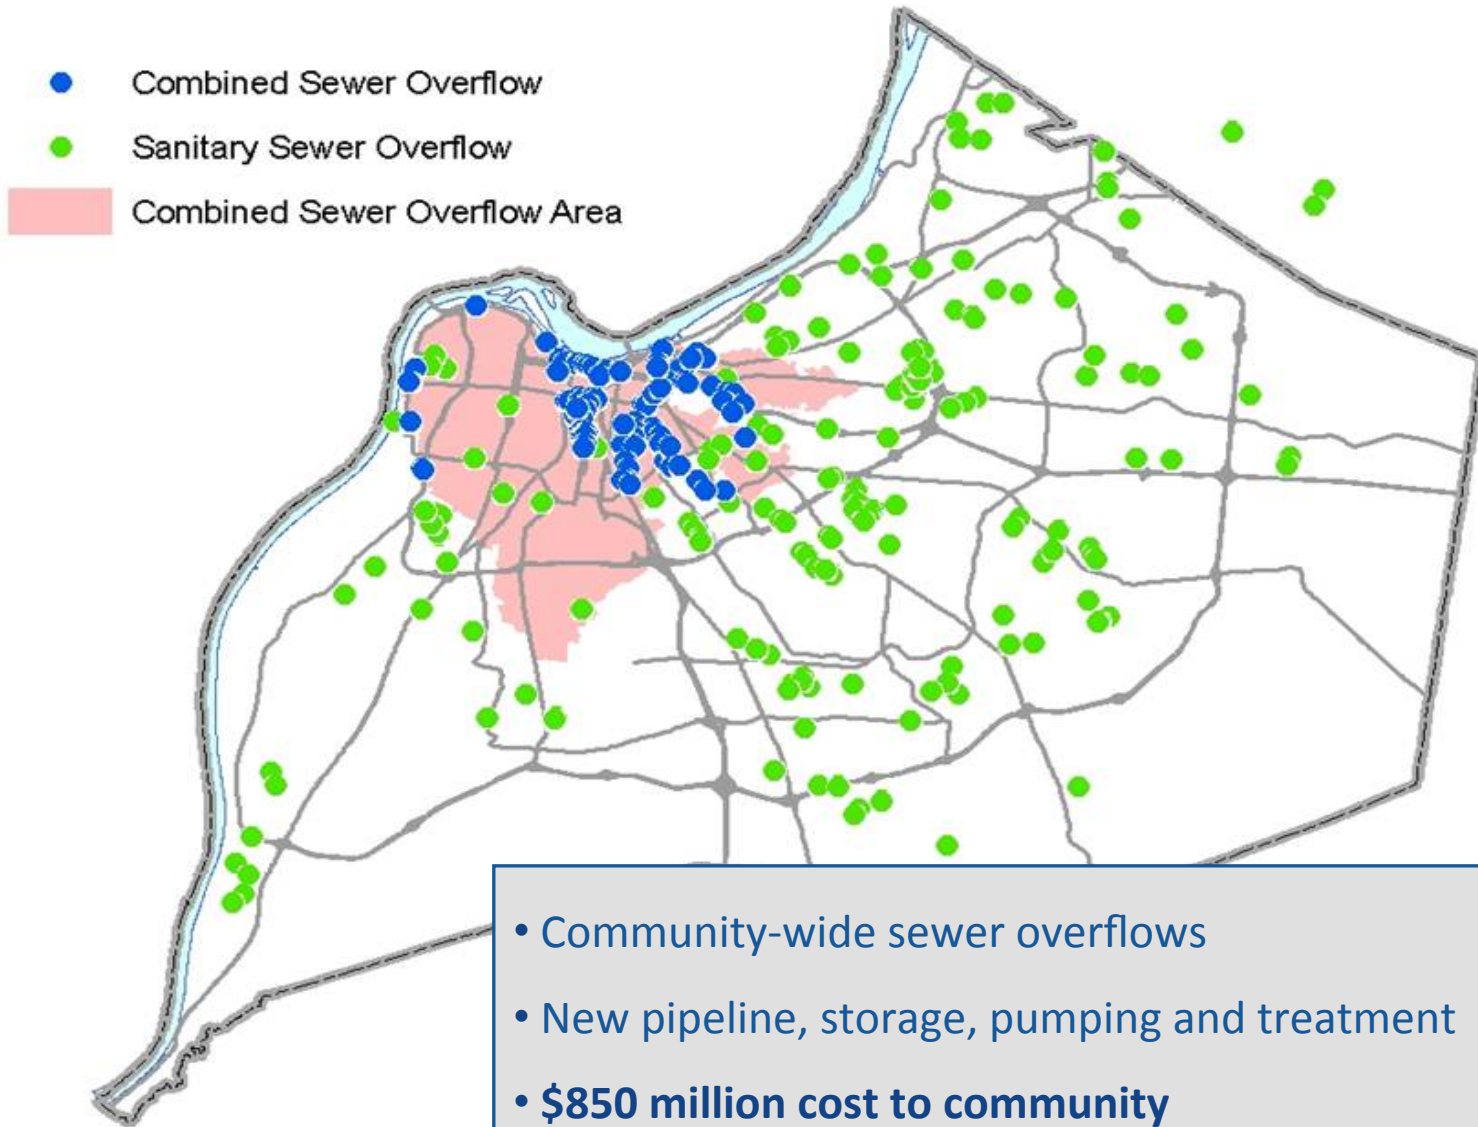 Combined Sewer Overflow
Sanitary Sewer Overflow
Combined Sewer Overflow Area
• Community-wide sewer overflows
• New pipeline, storage, pumping and treatment
• $850 million cost to community